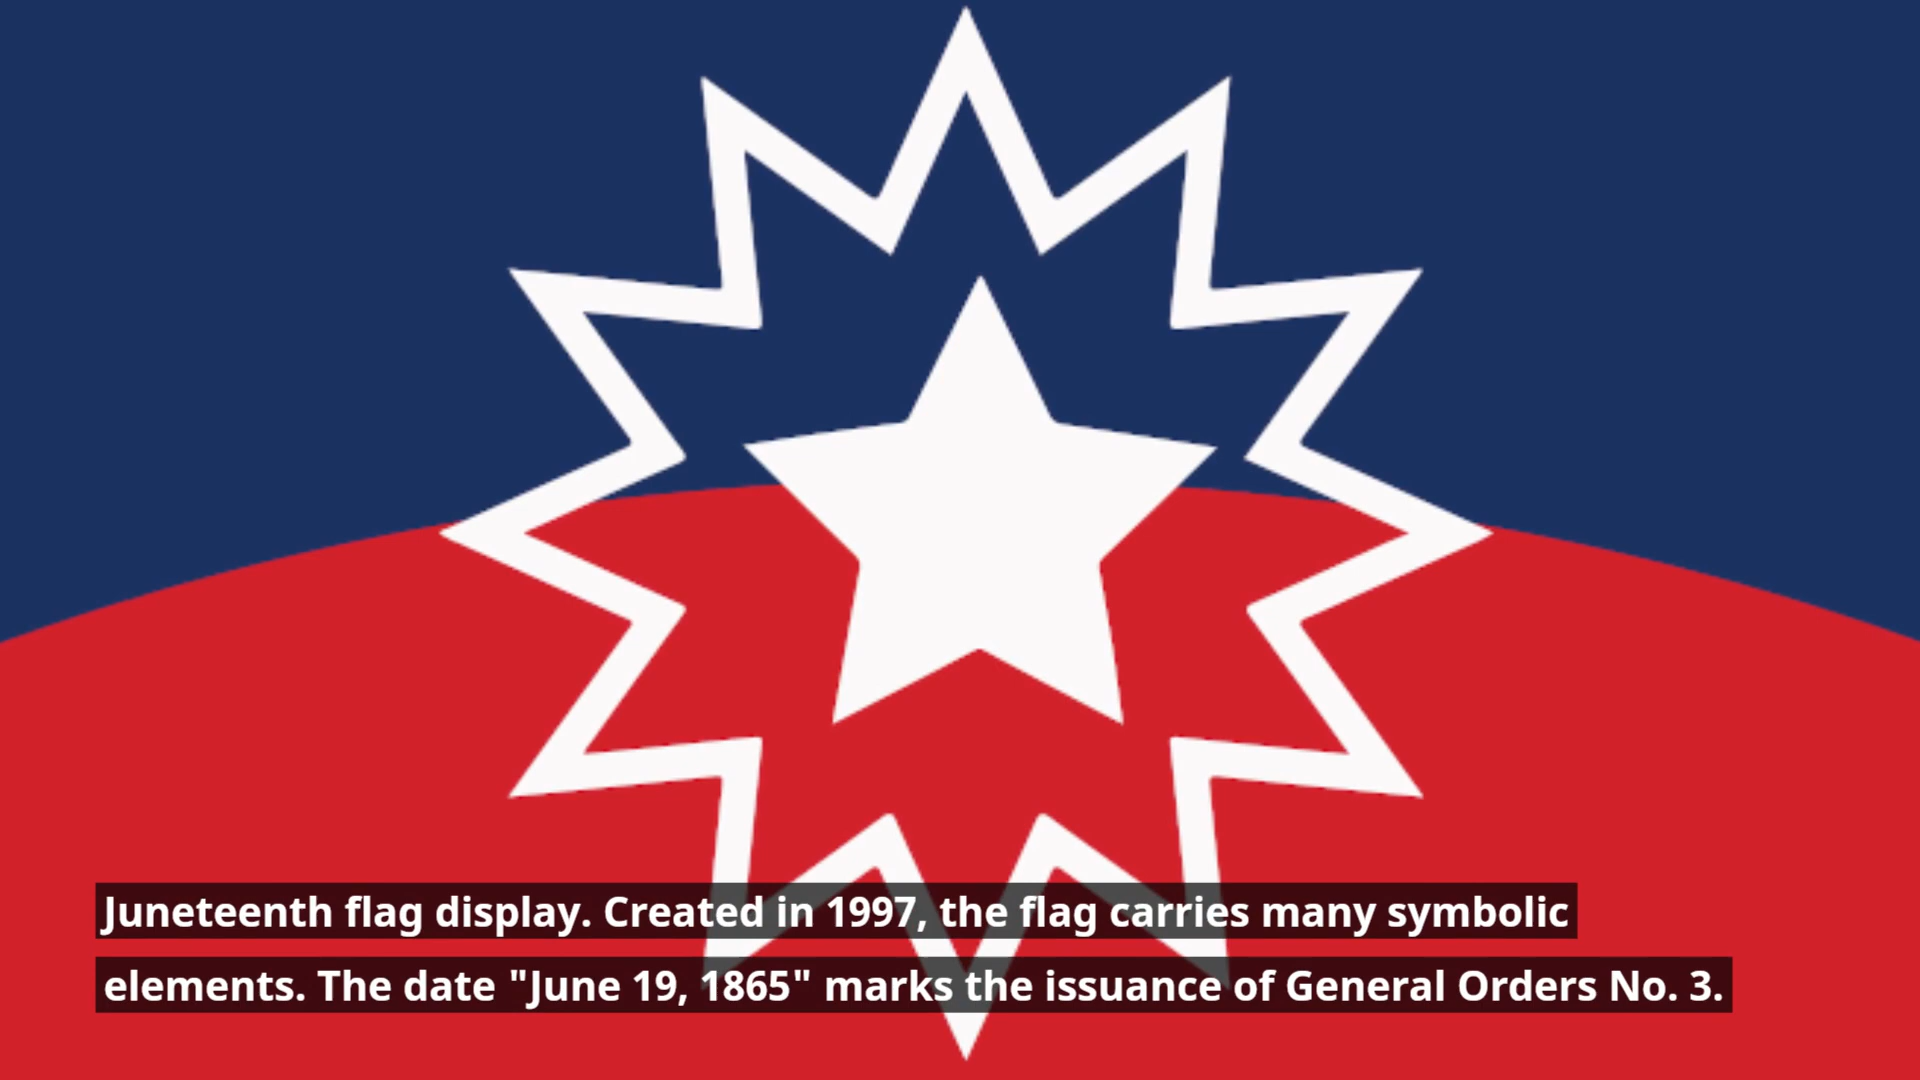 Juneteenth flag display. Created in 1997, the flag carries many symbolic
elements. The date "June 19, 1865" marks the issuance of General Orders No. 3.